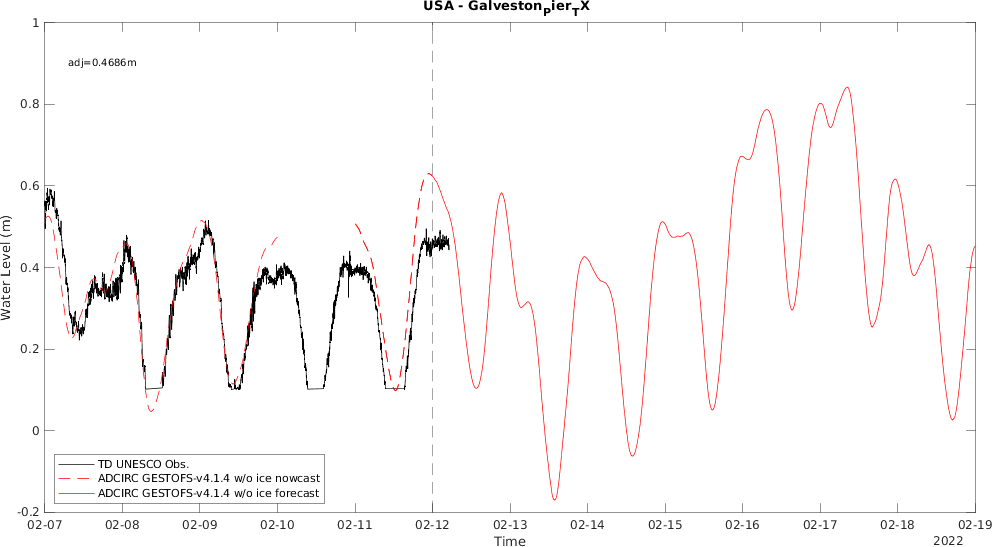 USA - GalvestonPierTX
adj=0.4686m
Water Level (m)
1
0.8
0.6
0.4
0.2
0
-0.2
TD UNESCO Obs.
ADCIRC GESTOFS-v4.1.4 w/o ice nowcast
ADCIRC GESTOFS-v4.1.4 w/o ice forecast
02-07 02-08 02-09 02-10 02-11 02-12 02-13 02-14 02-15 02-16 02-17 02-18 02-19
Time
2022